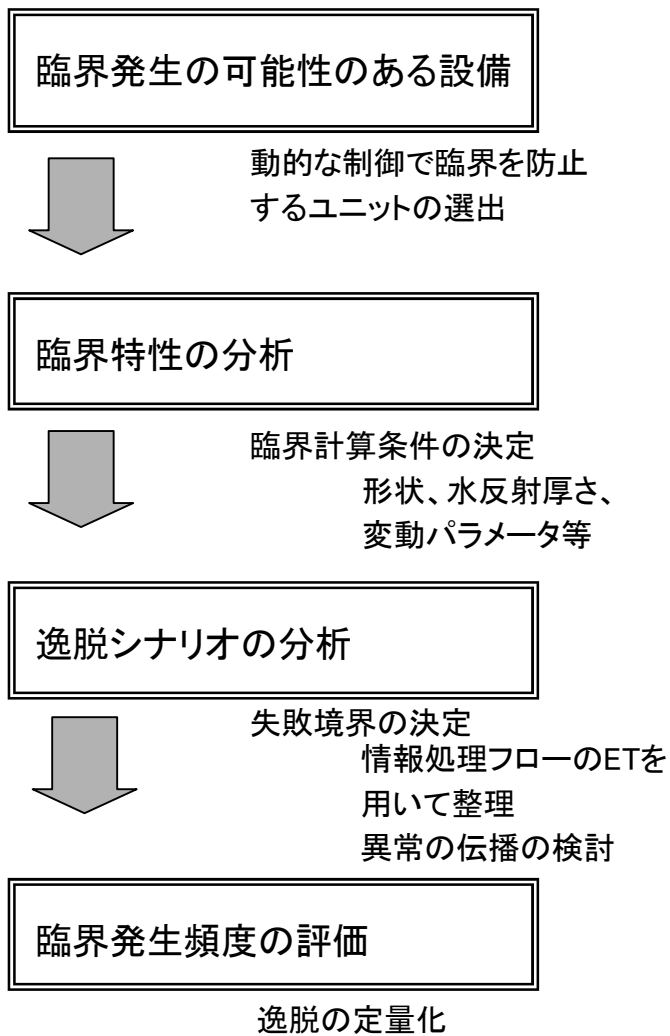 臨界発生の可能性のある設備
動的な制御で臨界を防止
するユニットの選出
臨界特性の分析
臨界計算条件の決定
形状、水反射厚さ、
変動パラメータ等
逸脱シナリオの分析
失敗境界の決定
情報処理フローのETを
用いて整理
異常の伝播の検討
臨界発生頻度の評価
逸脱の定量化